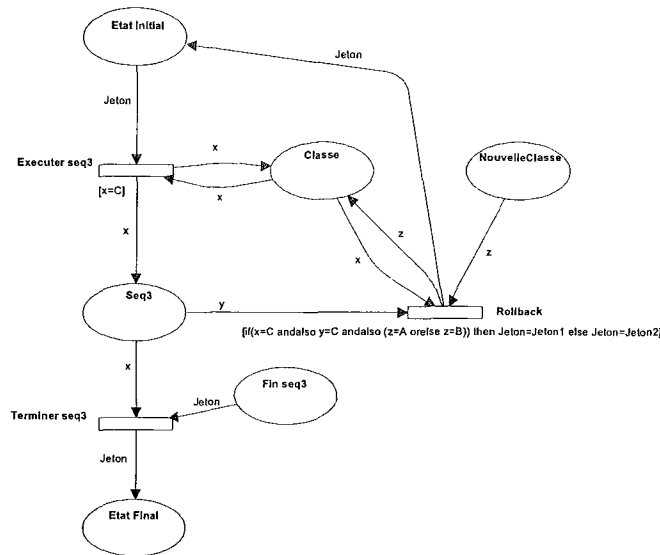 Etat Initial
Jeton
Jeton
Executer seq3
x
Classe
NouvelleClasse
[x=C]
x
x
z
x
z
Seq3
y
Rollback
[if(x=C andalso y=C andalso (z=A orelse z=B)) then Jeton=Jeton1 else Jeton=Jeton2]
x
Fin seq3
Jeton
Terminer seq3
Jeton
Etat Final